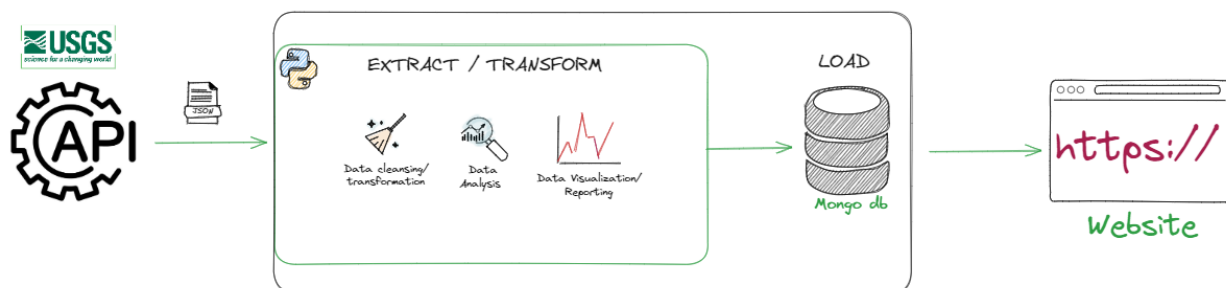 USGS
science for a changing world
API
JSON
EXTRACT / TRANSFORM
Data cleansing/
transformation
Data
Analysis
Data Visualization/
Reporting
LOAD
Mongo db
https://
Website